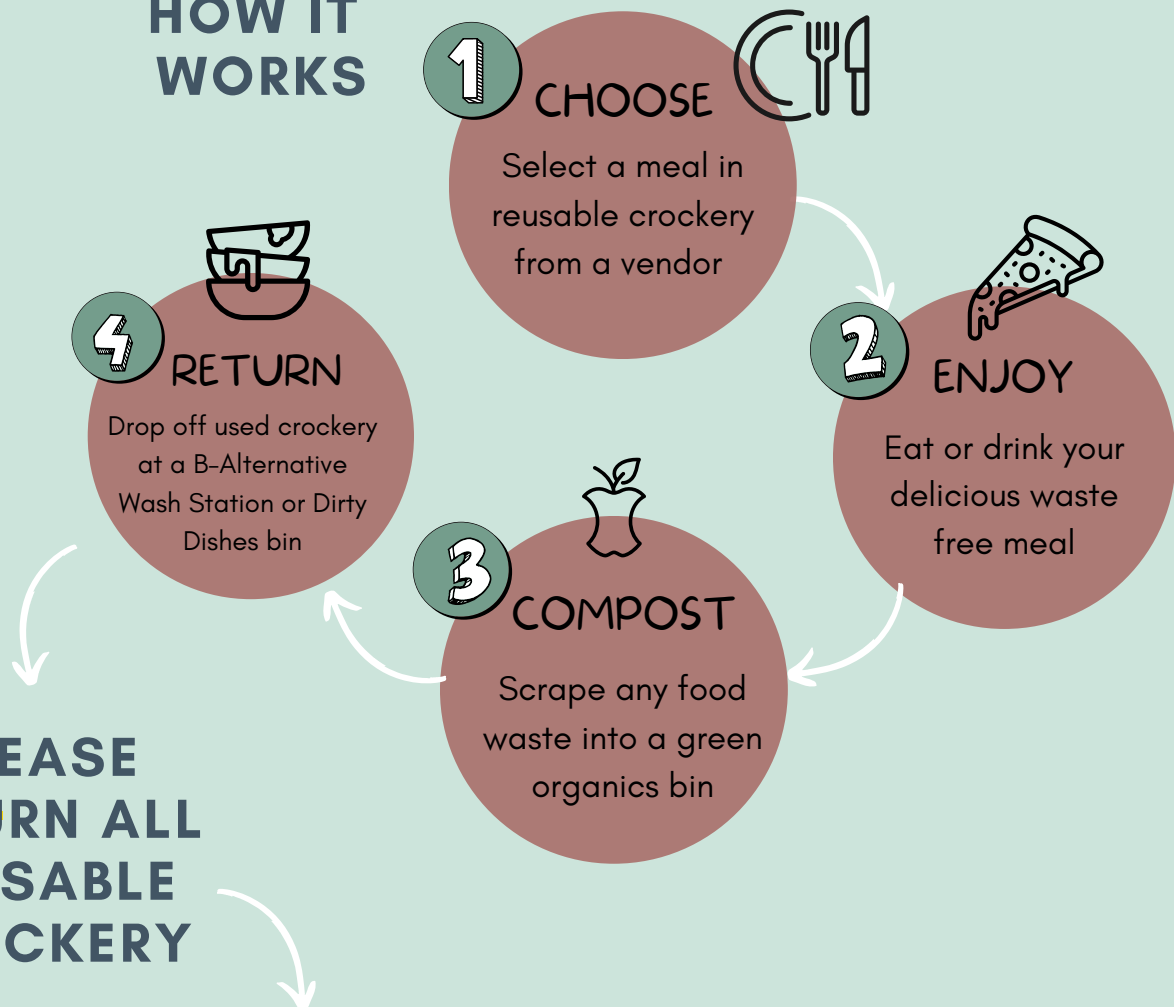 HOW IT
WORKS
1
CHOOSE
Select a meal in
reusable crockery
from a vendor
2
ENJOY
Eat or drink your
delicious waste
free meal
3
COMPOST
Scrape any food
waste into a green
organics bin
4
RETURN
Drop off used crockery
at a B-Alternative
Wash Station or Dirty
Dishes bin
EASE
URN ALL
SABLE
CKERY